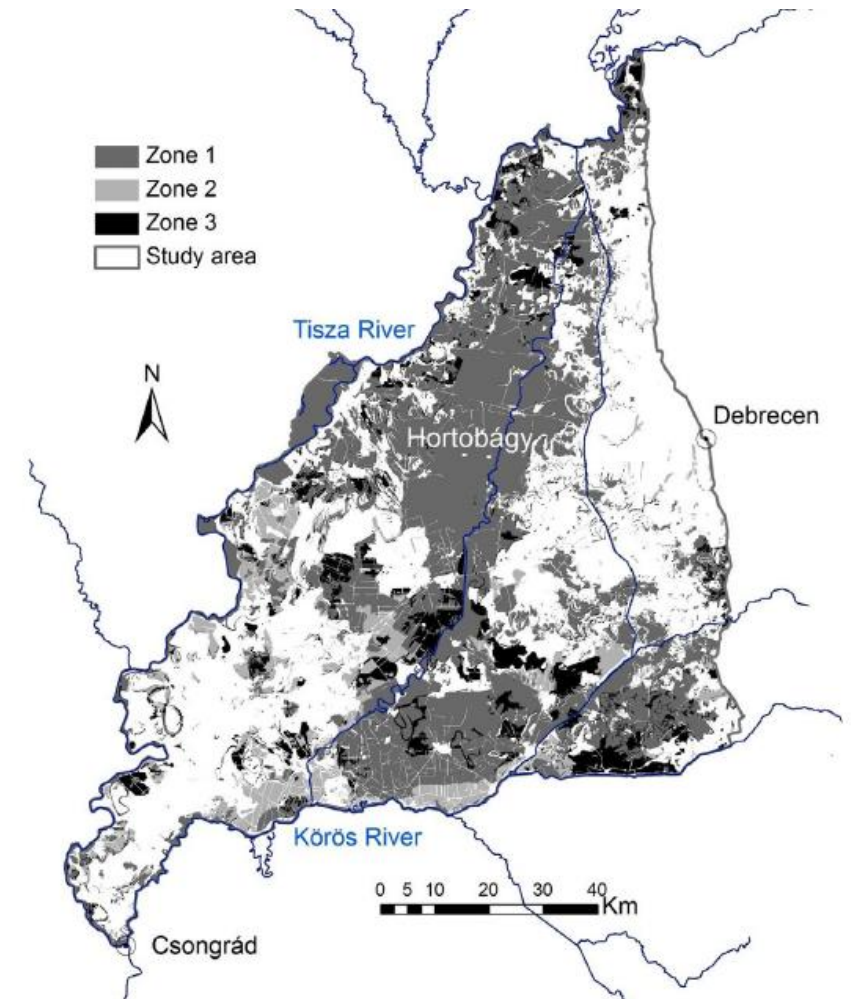 Zone 1
Zone 2
Zone 3
Study area
Tisza River
N
Debrecen
Hortobágy
Körös River
0 5 10 20 30 40
Km
Csongrád